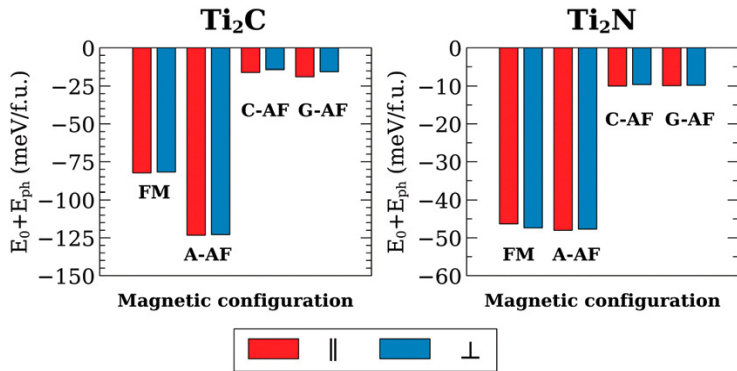 Ti₂C
E₀+Eₚₕ (meV/f.u.)
0
−25
−50
−75
−100
−125
−150
FM
A-AF
C-AF
G-AF
Magnetic configuration
Ti₂N
E₀+Eₚₕ (meV/f.u.)
0
−10
−20
−30
−40
−50
−60
FM
A-AF
C-AF
G-AF
Magnetic configuration
∥
⊥